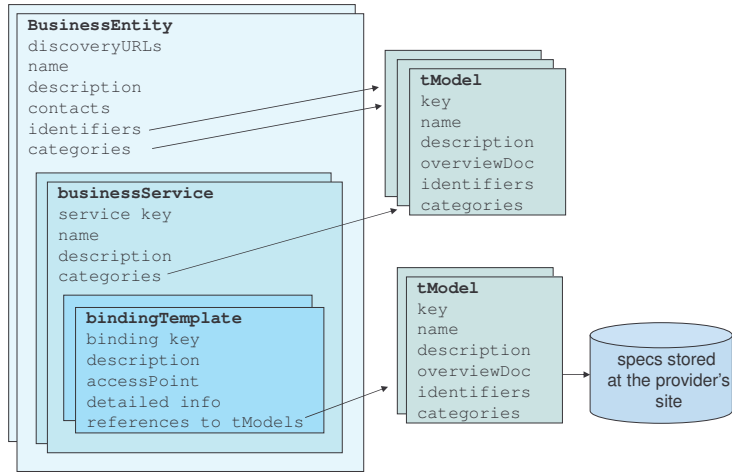 BusinessEntity
discoveryURLs
name
description
contacts
identifiers
categories
businessService
service key
name
description
categories
bindingTemplate
binding key
description
accessPoint
detailed info
references to tModels
tModel
key
name
description
overviewDoc
identifiers
categories
tModel
key
name
description
overviewDoc
identifiers
categories
specs stored
at the provider's
site